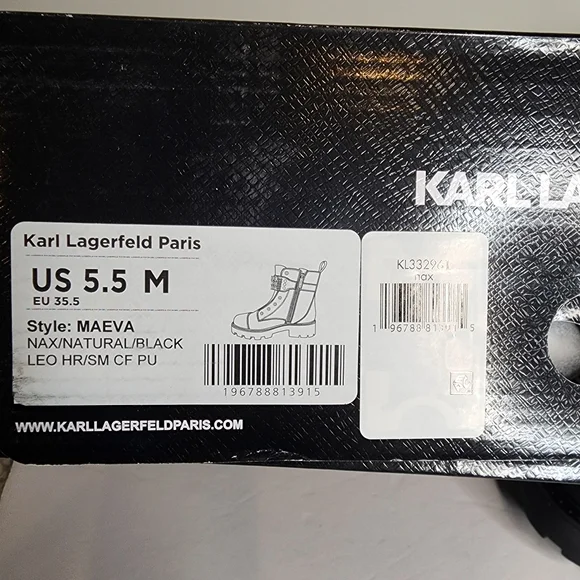 KARL LA
Karl Lagerfeld Paris
US 5.5 M
EU 35.5
Style: MAEVA
NAX/NATURAL/BLACK
LEO HR/SM CF PU
196788813915
nax
WWW.KARLLAGERFELDPARIS.COM